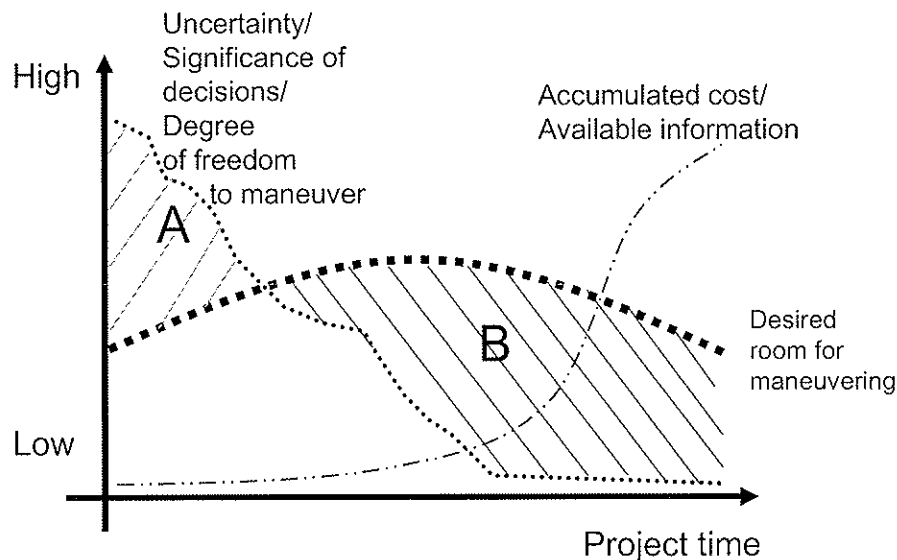 Uncertainty/
Significance of
decisions/
Degree
of freedom
to maneuver
High
Accumulated cost/
Available information
A
B
Desired
room for
maneuvering
Low
Project time